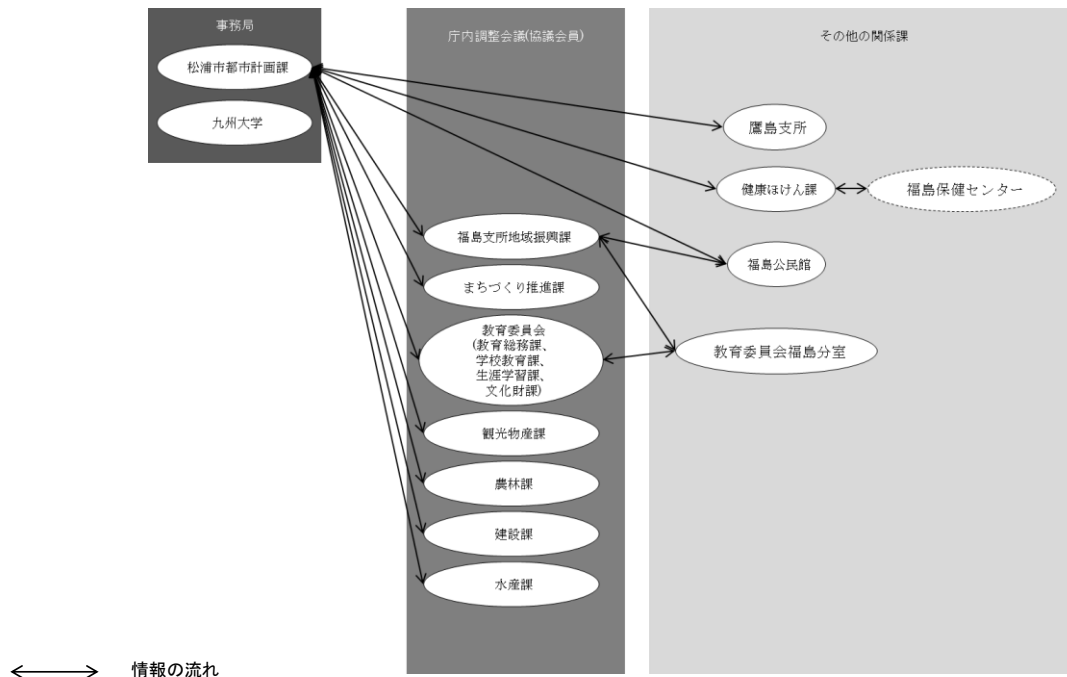 事務局
松浦市都市計画課
九州大学
庁内調整会議(協議会員)
福島支所地域振興課
まちづくり推進課
教育委員会
(教育総務課、
学校教育課、
生涯学習課、
文化財課)
観光物産課
農林課
建設課
水産課
その他の関係課
鷹島支所
健康ほけん課
福島保健センター
福島公民館
教育委員会福島分室
情報の流れ